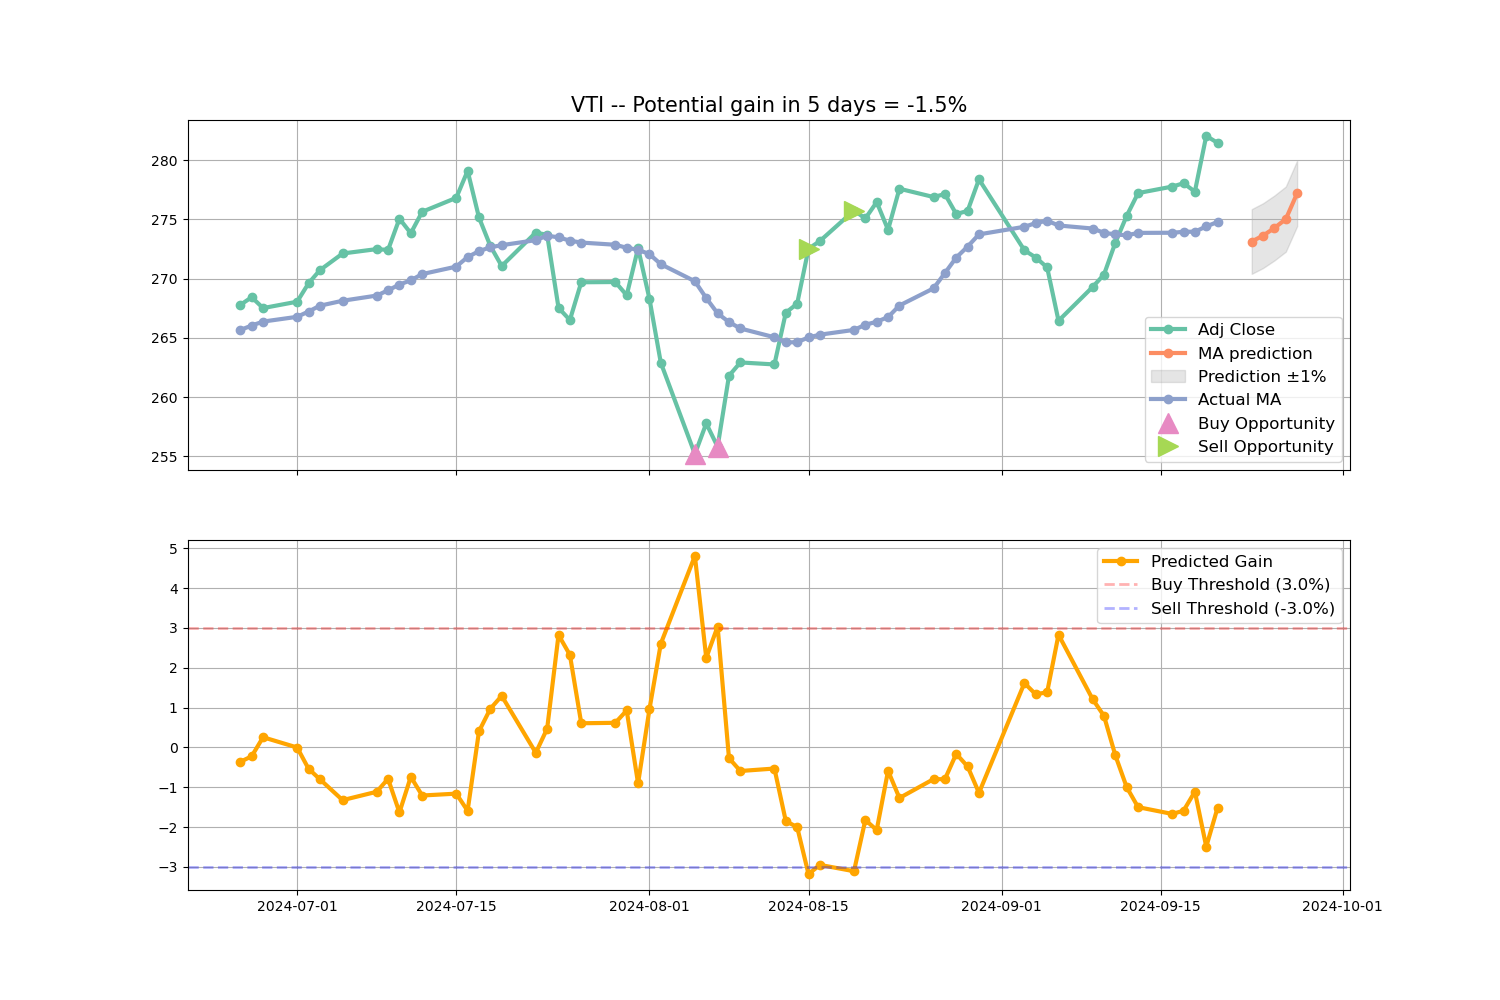 VTI -- Potential gain in 5 days = -1.5%
280
275
270
265
260
255
Adj Close
MA prediction
Prediction ±1%
Actual MA
Buy Opportunity
Sell Opportunity
5
4
3
2
1
0
−1
−2
−3
Predicted Gain
Buy Threshold (3.0%)
Sell Threshold (-3.0%)
2024-07-01 2024-07-15 2024-08-01 2024-08-15 2024-09-01 2024-09-15 2024-10-01